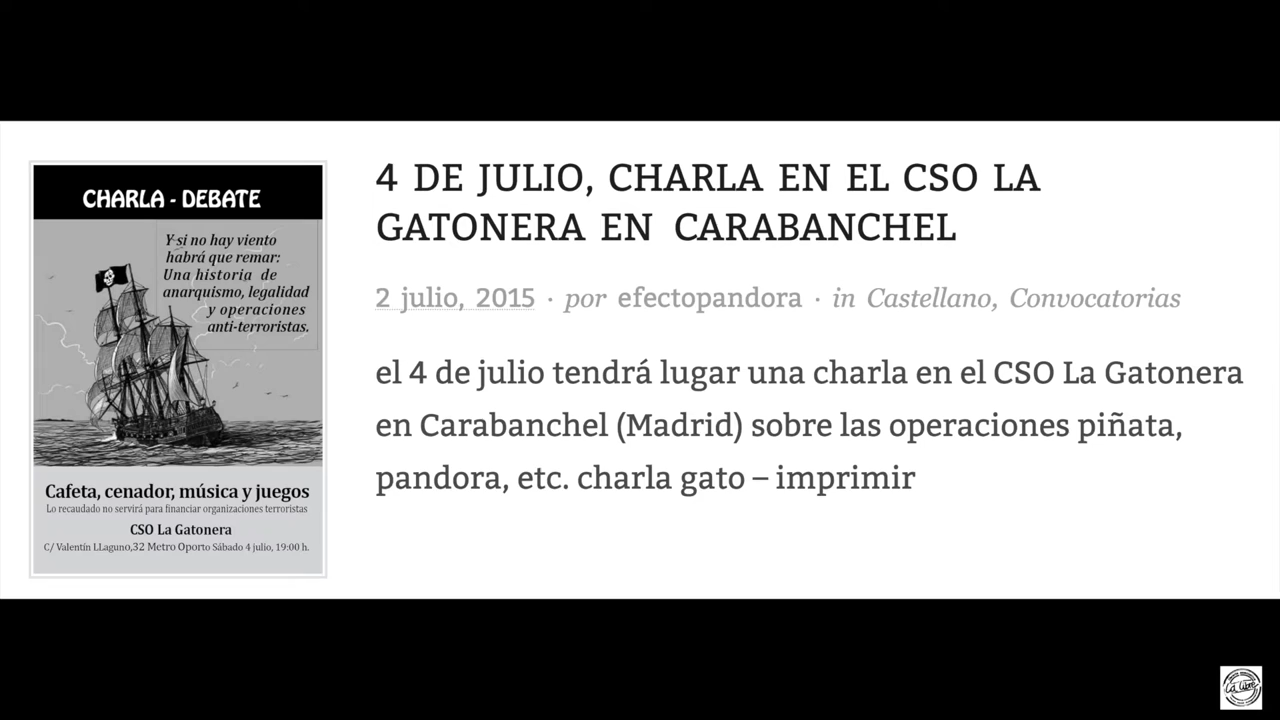 CHARLA - DEBATE
Y si no hay viento
habrá que remar:
Una historia de
anarquismo, legalidad
y operaciones
anti-terroristas.
Cafeta, cenador, música y juegos
Lo recaudado no servirá para financiar organizaciones terroristas
CSO La Gatonera
C/ Valentín LLaguno,32 Metro Oporto Sábado 4 julio, 19:00 h.
4 DE JULIO, CHARLA EN EL CSO LA
GATONERA EN CARABANCHEL
2 julio, 2015 · por efectopandora · in Castellano, Convocatorias
el 4 de julio tendrá lugar una charla en el CSO La Gatonera
en Carabanchel (Madrid) sobre las operaciones piñata,
pandora, etc. charla gato – imprimir
La Libre